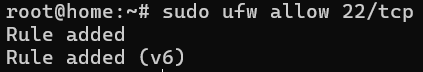 root@home:~# sudo ufw allow 22/tcp
Rule added
Rule added (v6)